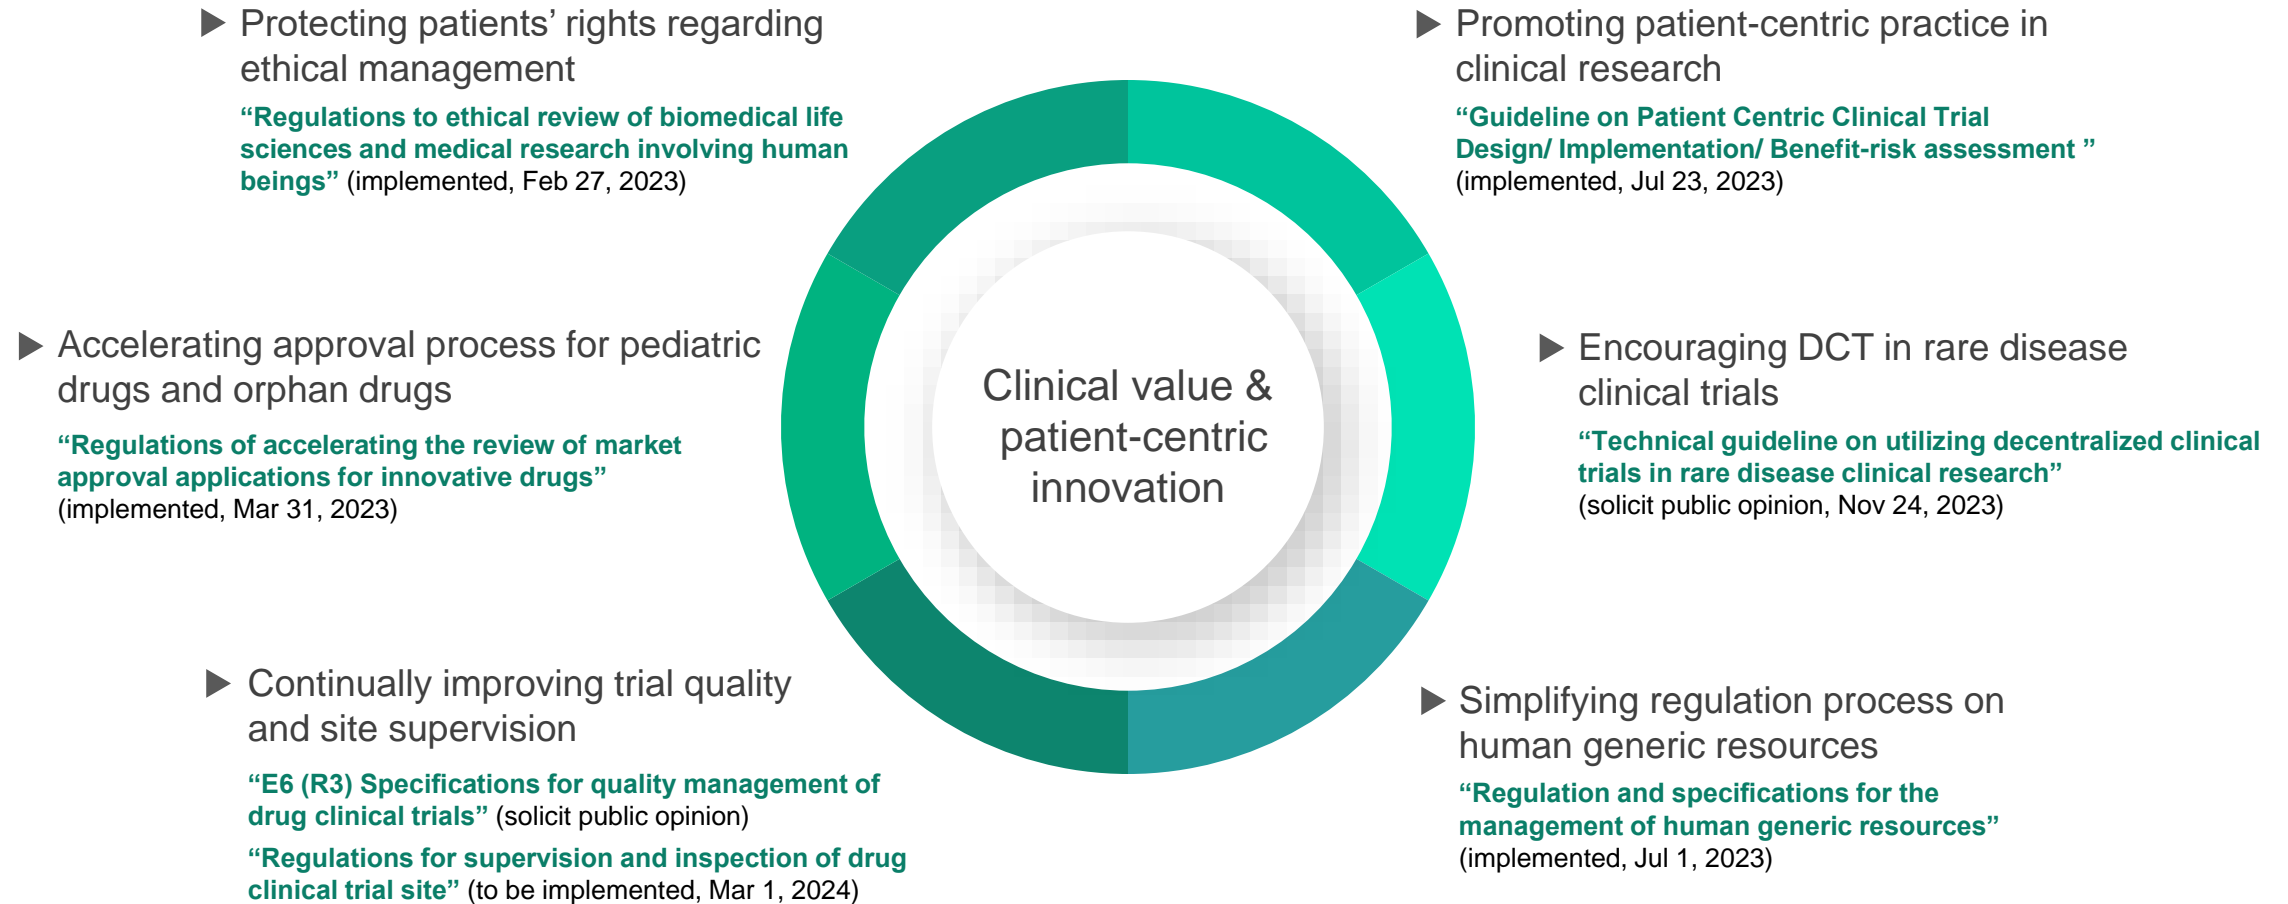 Protecting patients’ rights regarding
ethical management
“Regulations to ethical review of biomedical life
sciences and medical research involving human
beings” (implemented, Feb 27, 2023)
Promoting patient-centric practice in
clinical research
“Guideline on Patient Centric Clinical Trial
Design/ Implementation/ Benefit-risk assessment ”
(implemented, Jul 23, 2023)
Accelerating approval process for pediatric
drugs and orphan drugs
“Regulations of accelerating the review of market
approval applications for innovative drugs”
(implemented, Mar 31, 2023)
Clinical value &
patient-centric
innovation
Encouraging DCT in rare disease
clinical trials
“Technical guideline on utilizing decentralized clinical
trials in rare disease clinical research”
(solicit public opinion, Nov 24, 2023)
Continually improving trial quality
and site supervision
“E6 (R3) Specifications for quality management of
drug clinical trials” (solicit public opinion)
“Regulations for supervision and inspection of drug
clinical trial site” (to be implemented, Mar 1, 2024)
Simplifying regulation process on
human generic resources
“Regulation and specifications for the
management of human generic resources”
(implemented, Jul 1, 2023)